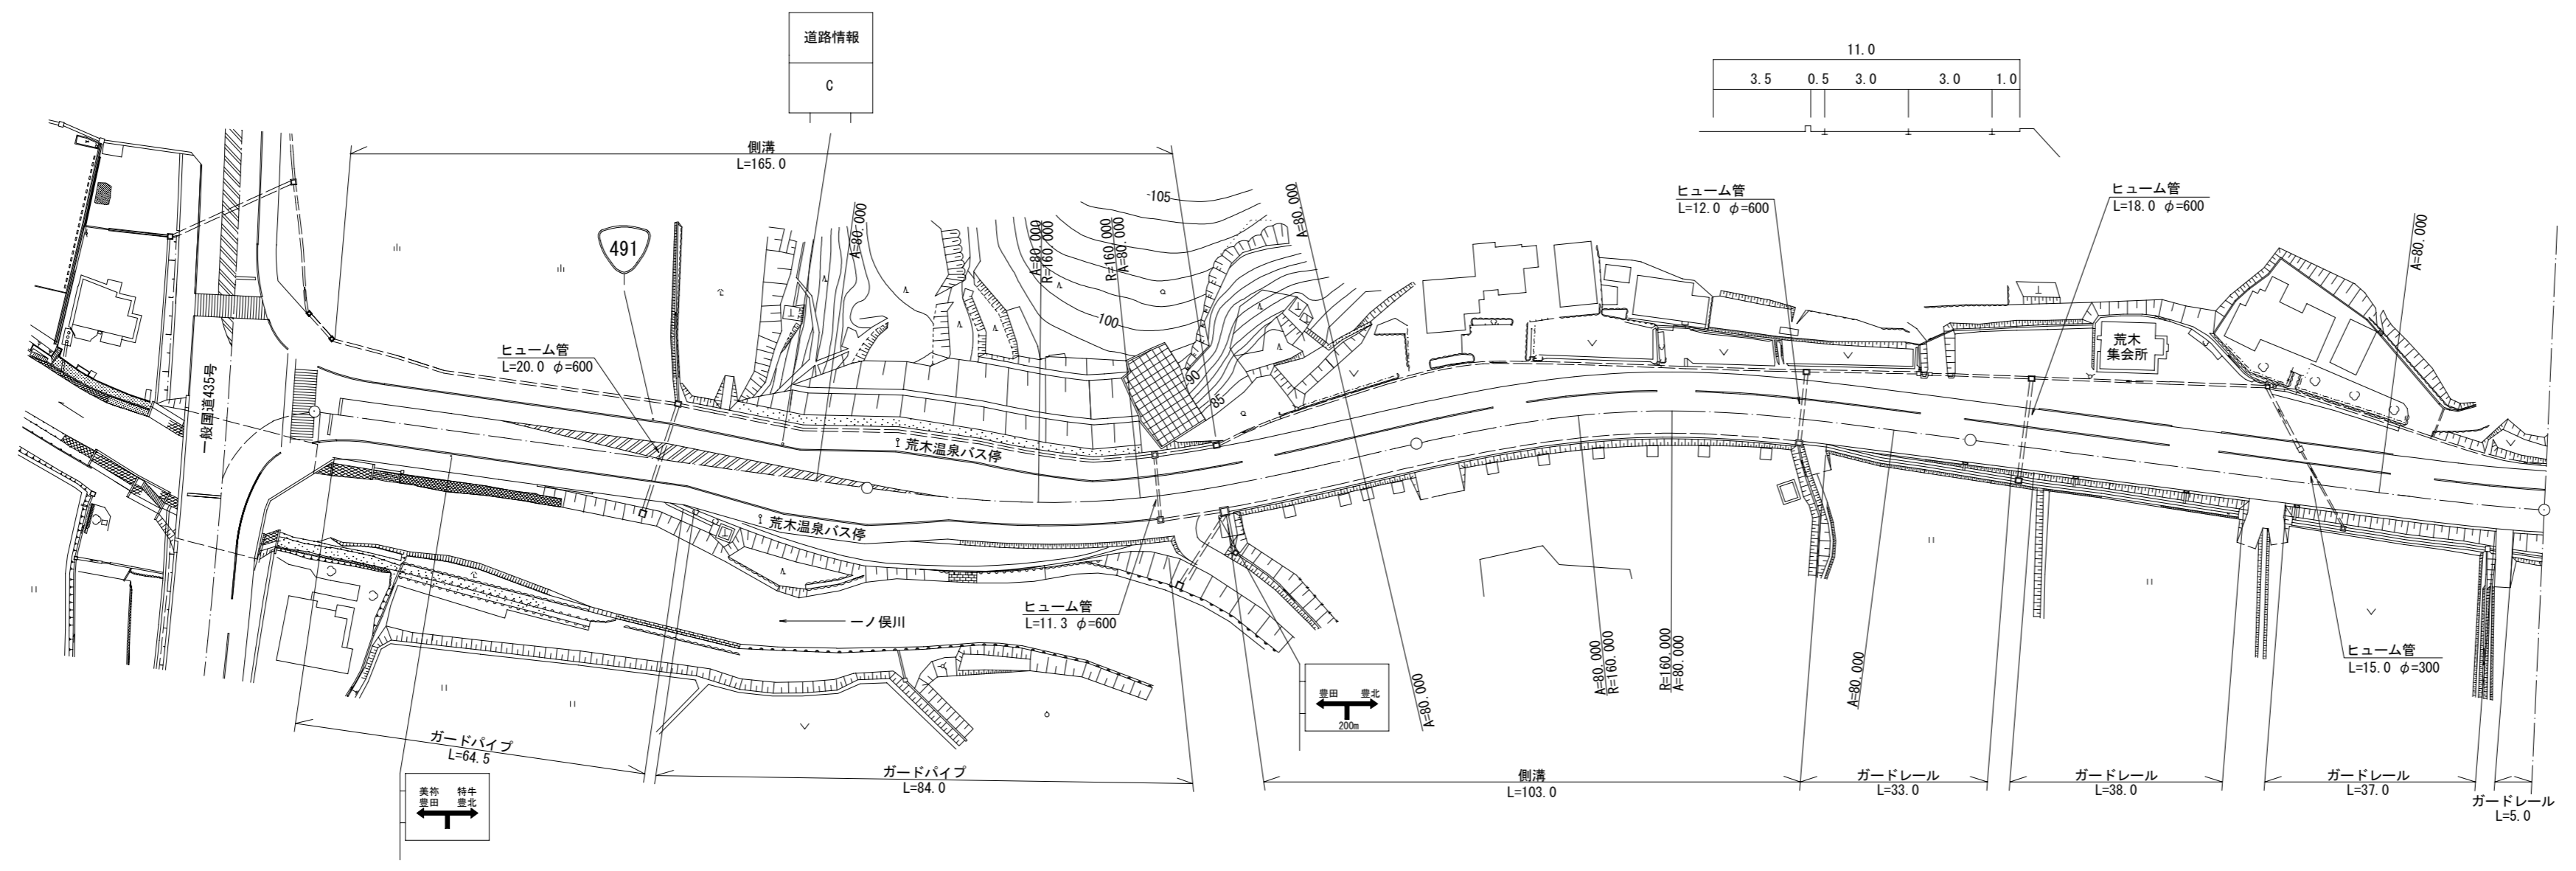 道路情報
C
11.0
3.5 0.5 3.0 3.0 1.0
側溝
L=165.0
491
ヒューム管
L=20.0 φ=600
一般国道435号
A=80.000
A=80.000
R=160.000
R=160.000
A=80.000
105
100
90
85
A=80.000
ヒューム管
L=12.0 φ=600
ヒューム管
L=18.0 φ=600
A=80.000
荒木
集会所
荒木温泉バス停
荒木温泉バス停
一ノ俣川
ヒューム管
L=11.3 φ=600
ヒューム管
L=15.0 φ=300
A=80.000
R=160.000
R=160.000
A=80.000
A=80.000
A=80.000
豊田 豊北
200m
ガードパイプ
L=64.5
ガードパイプ
L=84.0
側溝
L=103.0
ガードレール
L=33.0
ガードレール
L=38.0
ガードレール
L=37.0
ガードレール
L=5.0
美祢 特牛
豊田 豊北